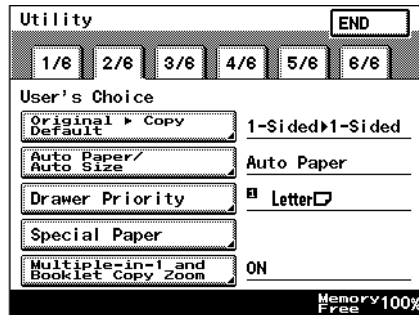 Utility
END
1/6 2/6 3/6 4/6 5/6 6/6
User's Choice
Original ▸ Copy
Default
1-Sided▸1-Sided
Auto Paper/
Auto Size
Auto Paper
Drawer Priority
1 Letter
Special Paper
Multiple-in-1 and
Booklet Copy Zoom
ON
Memory
Free 100%